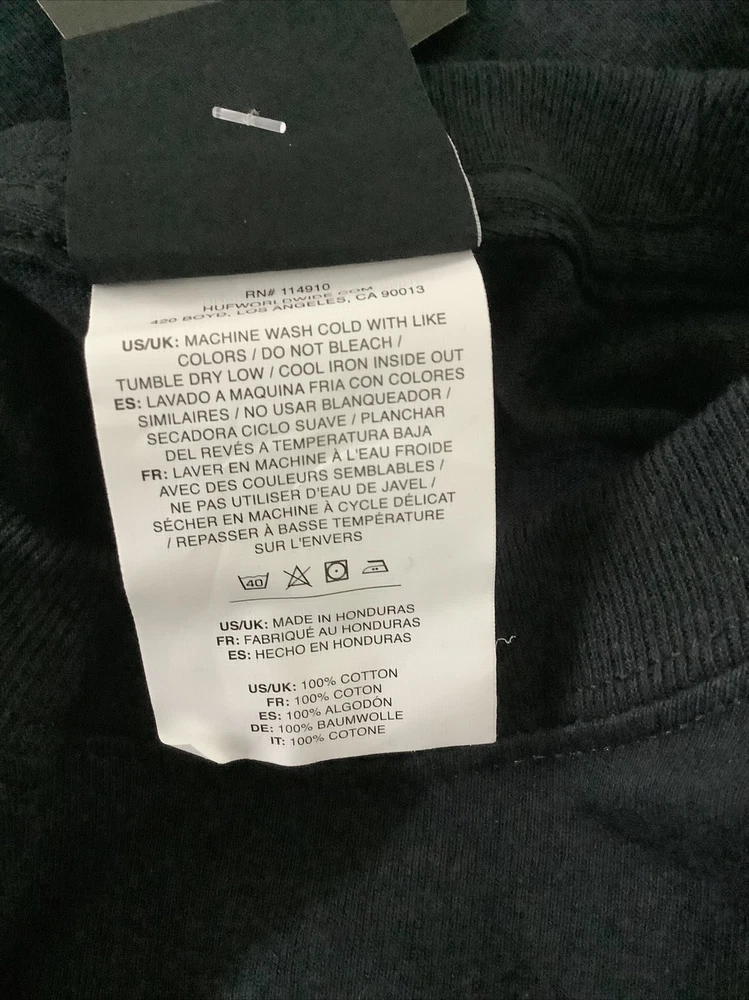 RN# 114910
HUFWORLDWIDE.COM
420 BOYD, LOS ANGELES, CA 90013
US/UK: MACHINE WASH COLD WITH LIKE
COLORS / DO NOT BLEACH /
TUMBLE DRY LOW / COOL IRON INSIDE OUT
ES: LAVADO A MAQUINA FRIA CON COLORES
SIMILAIRES / NO USAR BLANQUEADOR /
SECADORA CICLO SUAVE / PLANCHAR
DEL REVÉS A TEMPERATURA BAJA
FR: LAVER EN MACHINE À L'EAU FROIDE
AVEC DES COULEURS SEMBLABLES /
NE PAS UTILISER D'EAU DE JAVEL /
SÉCHER EN MACHINE À CYCLE DÉLICAT
/ REPASSER À BASSE TEMPÉRATURE
SUR L'ENVERS
40
US/UK: MADE IN HONDURAS
FR: FABRIQUÉ AU HONDURAS
ES: HECHO EN HONDURAS
US/UK: 100% COTTON
FR: 100% COTON
ES: 100% ALGODÓN
DE: 100% BAUMWOLLE
IT: 100% COTONE